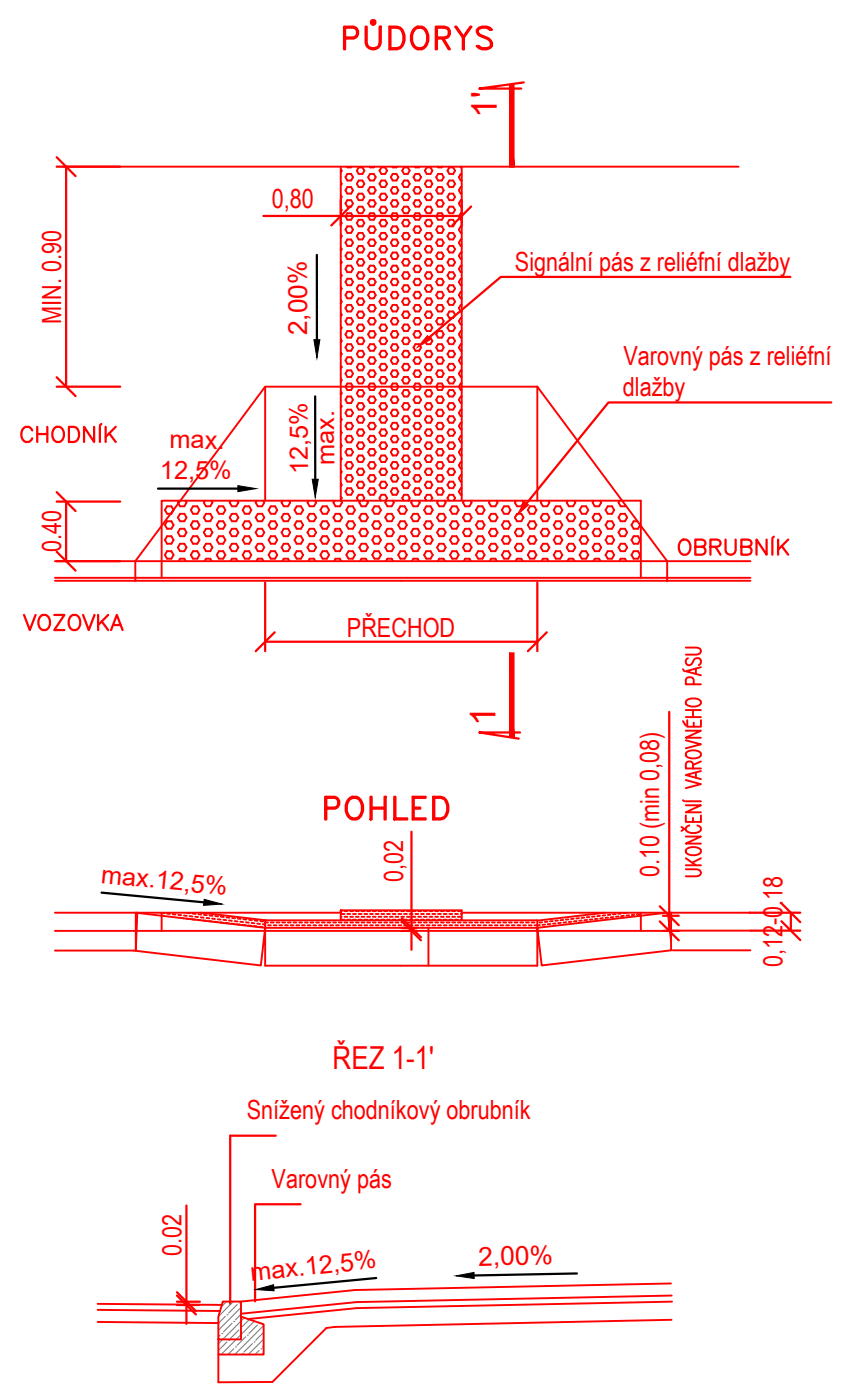 PŮDORYS
1'
0,80
MIN. 0.90
2,00%
Signální pás z reliéfní dlažby
Varovný pás z reliéfní
dlažby
CHODNÍK
max.
12,5%
12,5%
max.
0.40
OBRUBNÍK
VOZOVKA
PŘECHOD
1
UKONČENÍ VAROVNÉHO PÁSU
0.10 (min 0,08)
POHLED
0,02
max.12,5%
0,12-0,18
ŘEZ 1-1'
Snížený chodníkový obrubník
Varovný pás
0.02
max.12,5%
2,00%